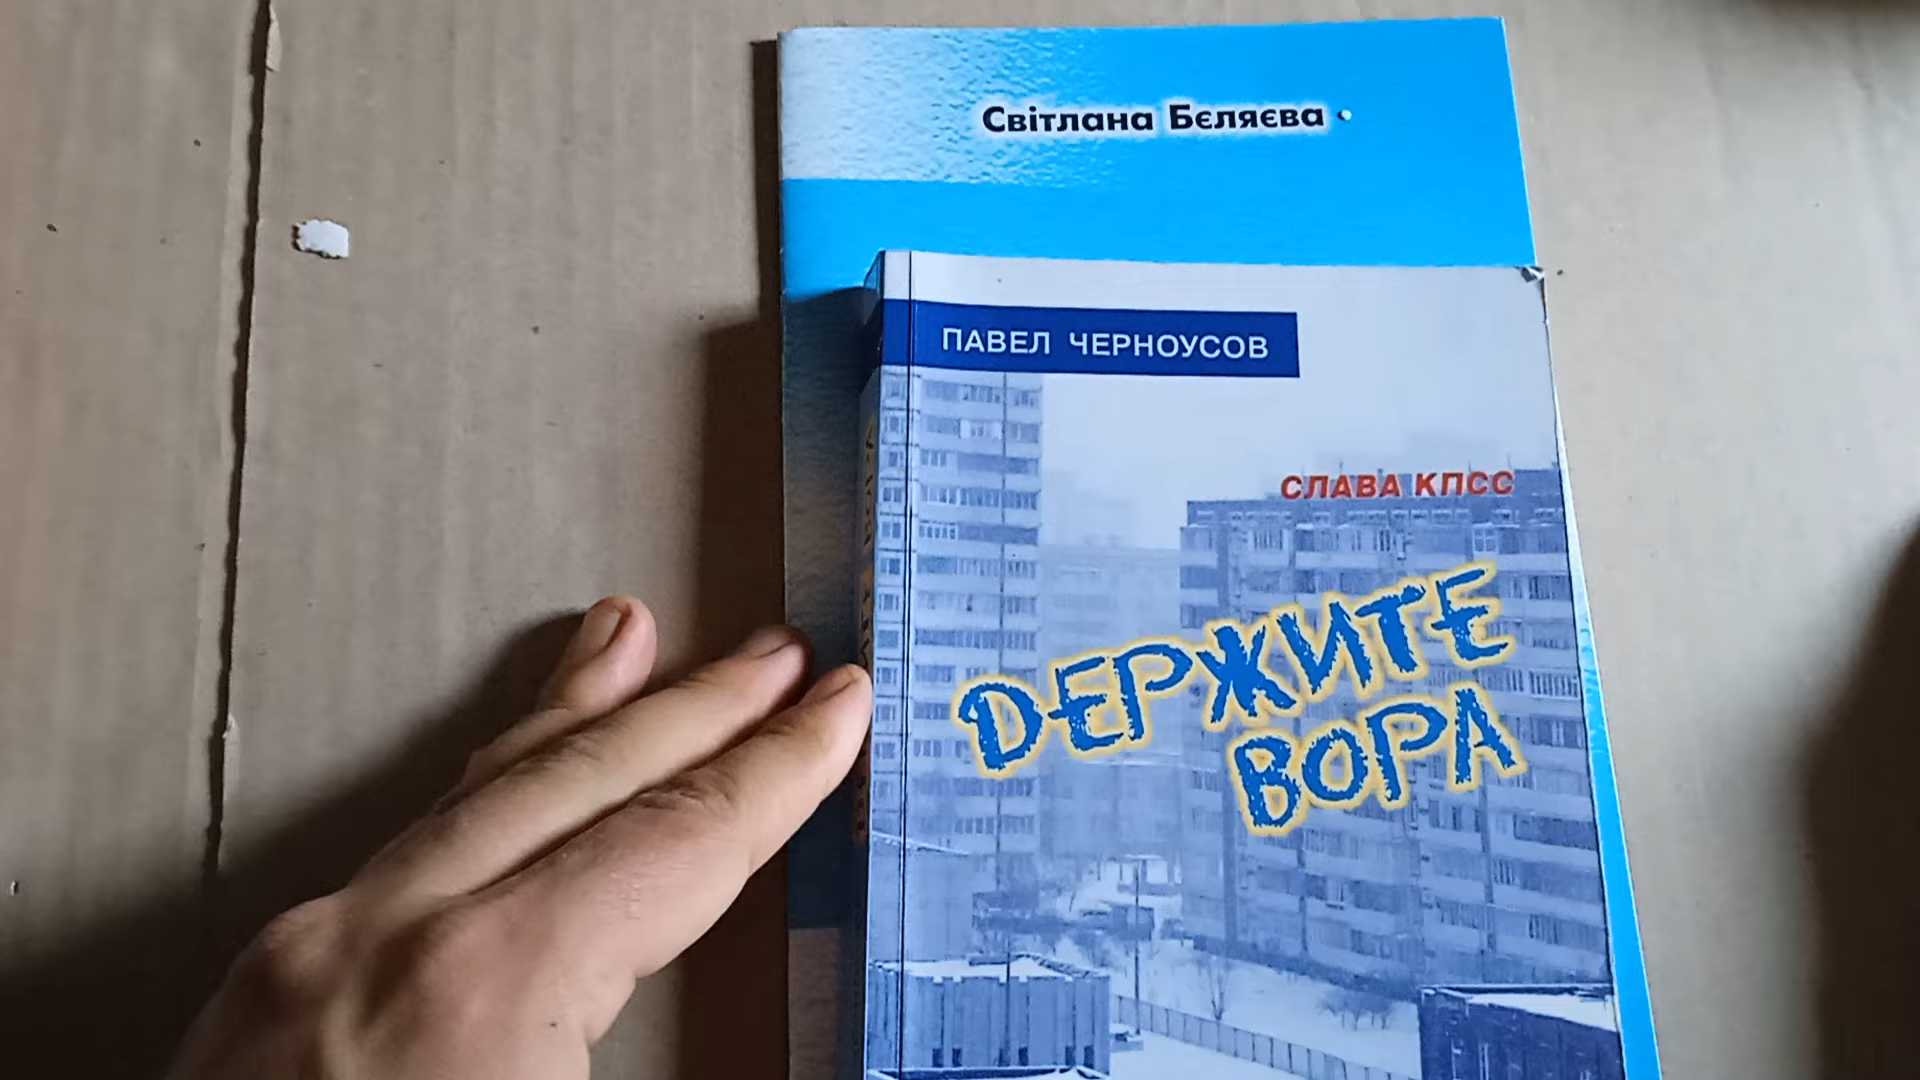 Світлана Бєляєва
ПАВЕЛ ЧЕРНОУСОВ
СЛАВА КПСС
ДЕРЖИТЕ
ВОРА